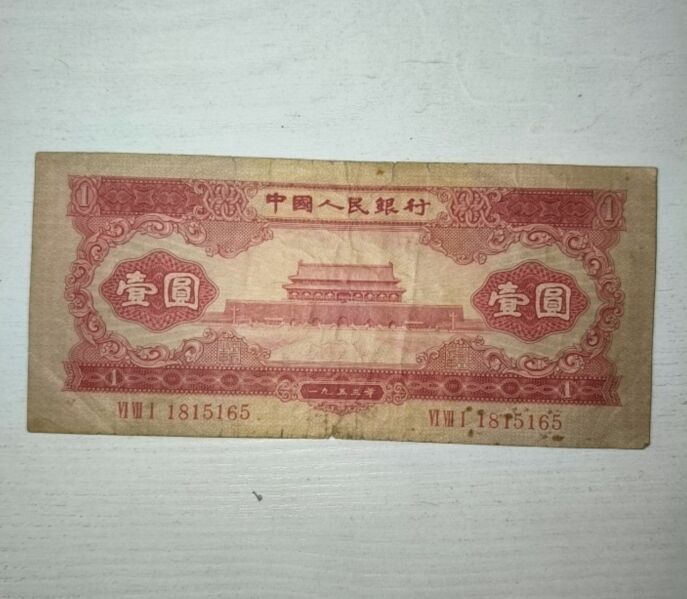 1 中國人民銀行 1
壹圓 壹圓
1 一九五三年 1
VI VII I 1815165 VI VII I 1815165